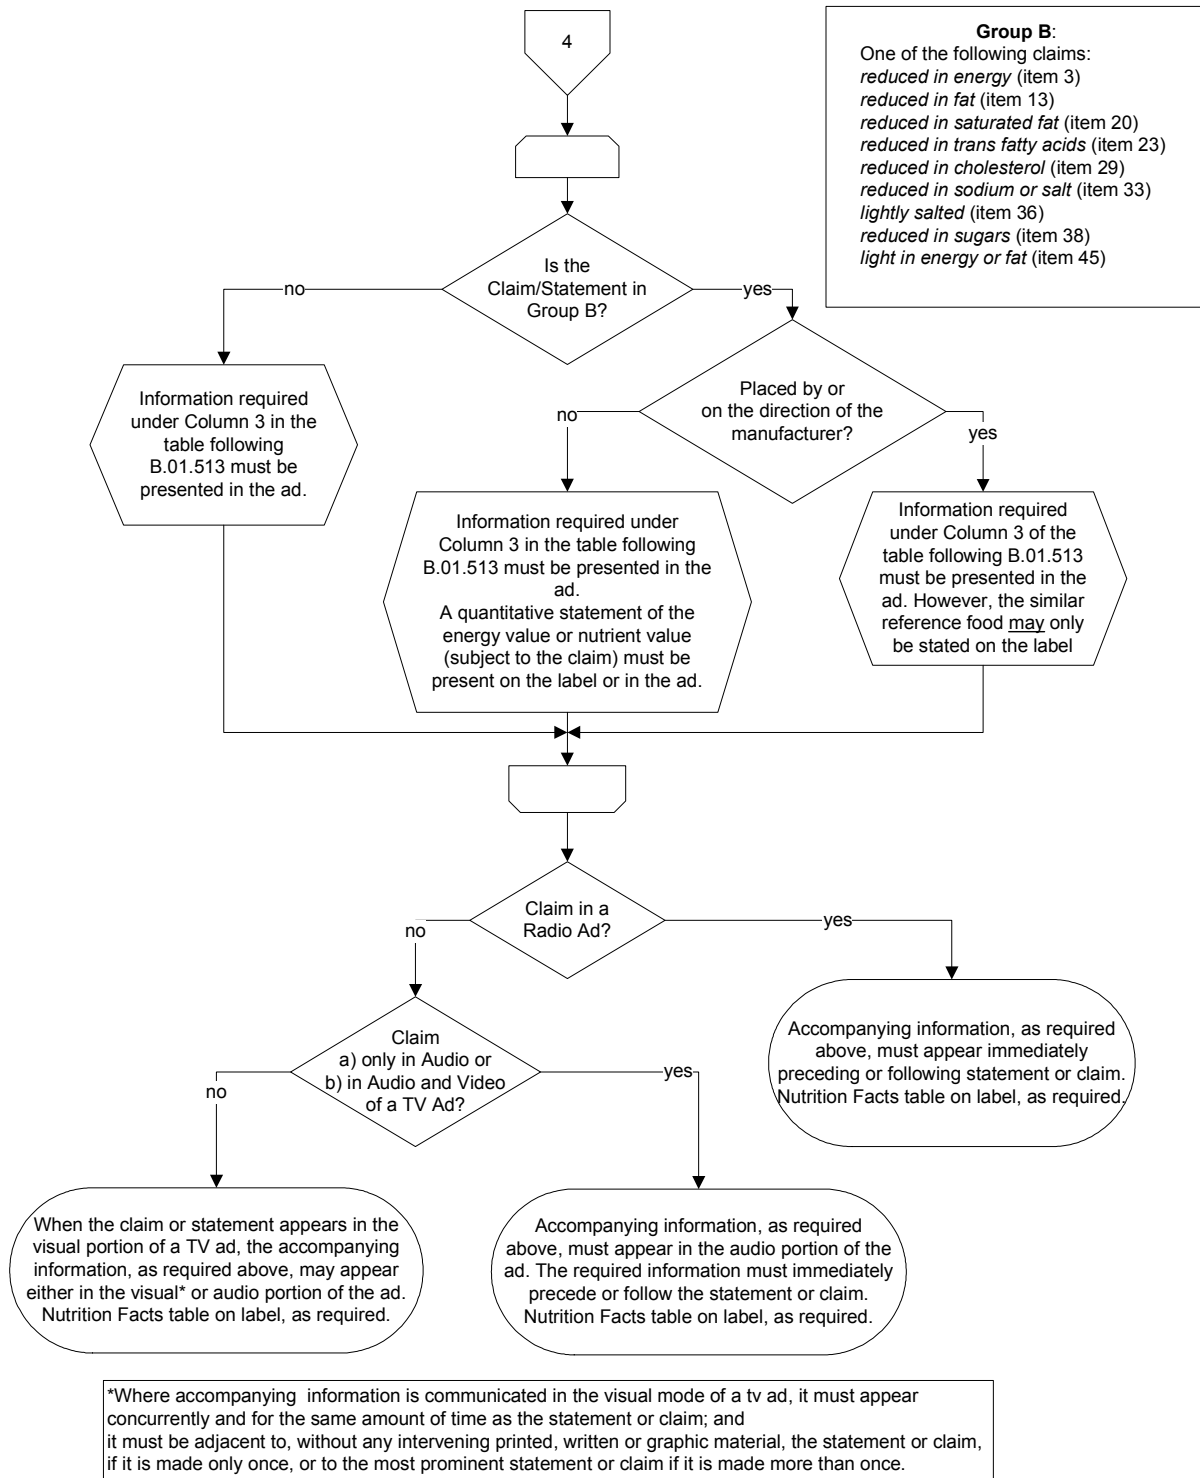 4
Group B:
One of the following claims:
reduced in energy (item 3)
reduced in fat (item 13)
reduced in saturated fat (item 20)
reduced in trans fatty acids (item 23)
reduced in cholesterol (item 29)
reduced in sodium or salt (item 33)
lightly salted (item 36)
reduced in sugars (item 38)
light in energy or fat (item 45)
Is the
Claim/Statement in
Group B?
no
yes
Information required
under Column 3 in the
table following
B.01.513 must be
presented in the ad.
Placed by or
on the direction of the
manufacturer?
no
yes
Information required under
Column 3 in the table following
B.01.513 must be presented in the
ad.
A quantitative statement of the
energy value or nutrient value
(subject to the claim) must be
present on the label or in the ad.
Information required
under Column 3 of the
table following B.01.513
must be presented in the
ad. However, the similar
reference food may only
be stated on the label
Claim in a
Radio Ad?
no
yes
Claim
a) only in Audio or
b) in Audio and Video
of a TV Ad?
no
yes
Accompanying information, as required
above, must appear immediately
preceding or following statement or claim.
Nutrition Facts table on label, as required.
When the claim or statement appears in the
visual portion of a TV ad, the accompanying
information, as required above, may appear
either in the visual* or audio portion of the ad.
Nutrition Facts table on label, as required.
Accompanying information, as required
above, must appear in the audio portion of the
ad. The required information must immediately
precede or follow the statement or claim.
Nutrition Facts table on label, as required.
*Where accompanying information is communicated in the visual mode of a tv ad, it must appear
concurrently and for the same amount of time as the statement or claim; and
it must be adjacent to, without any intervening printed, written or graphic material, the statement or claim,
if it is made only once, or to the most prominent statement or claim if it is made more than once.